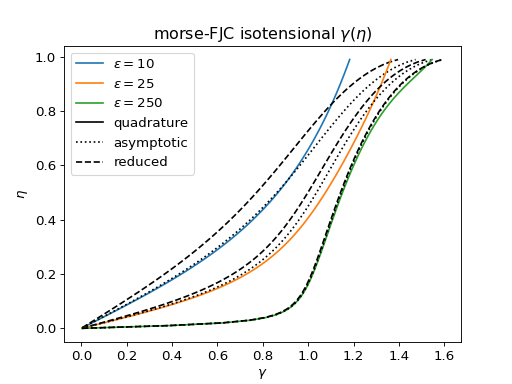 morse-FJC isotensional γ(η)
1.0
0.8
0.6
0.4
0.2
0.0
η
ε = 10
ε = 25
ε = 250
quadrature
asymptotic
reduced
0.0 0.2 0.4 0.6 0.8 1.0 1.2 1.4 1.6
γ